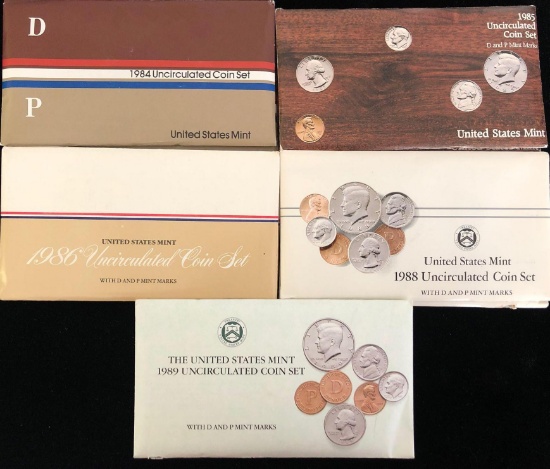 D
1984 Uncirculated Coin Set
P
United States Mint
1985
Uncirculated
Coin Set
D and P Mint Marks
United States Mint
UNITED STATES MINT
1986 Uncirculated Coin Set
WITH D AND P MINT MARKS
United States Mint
1988 Uncirculated Coin Set
WITH D AND P MINT MARKS
THE UNITED STATES MINT
1989 UNCIRCULATED COIN SET
WITH D AND P MINT MARKS
P
D